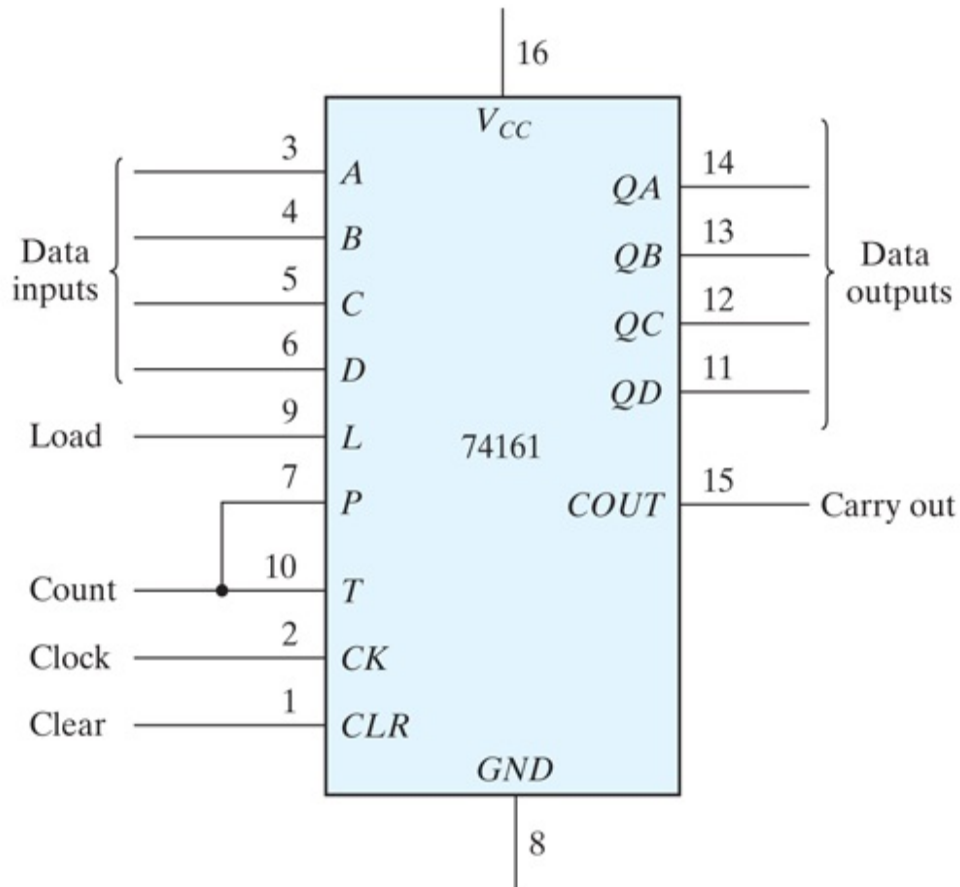 16
V_CC
3
A
14
QA
4
B
13
QB
Data
inputs
5
C
12
QC
Data
outputs
6
D
11
QD
Load
9
L
74161
7
P
15
COUT
Carry out
Count
10
T
Clock
2
CK
Clear
1
CLR
GND
8